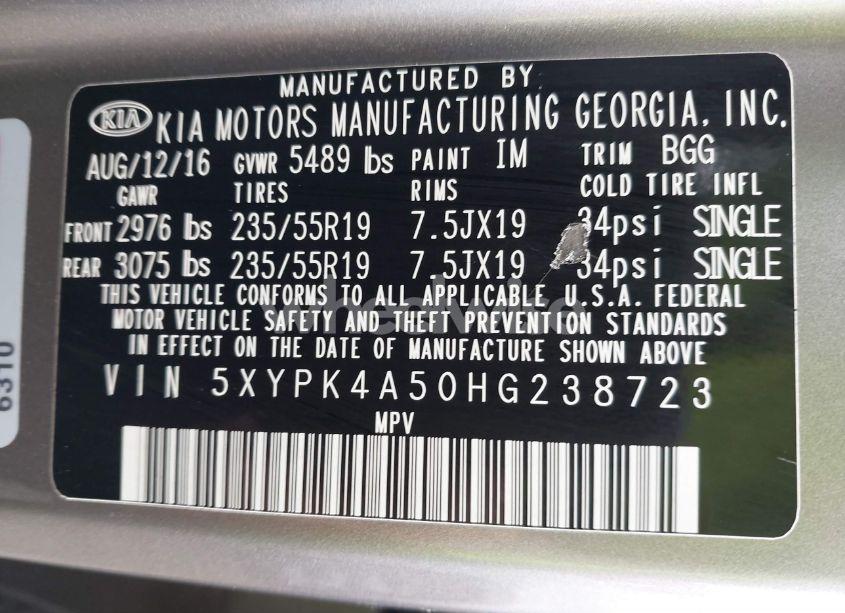 MANUFACTURED BY
KIA KIA MOTORS MANUFACTURING GEORGIA, INC.
AUG/12/16 GVWR 5489 lbs PAINT IM TRIM BGG
GAWR TIRES RIMS COLD TIRE INFL
FRONT 2976 lbs 235/55R19 7.5JX19 34psi SINGLE
REAR 3075 lbs 235/55R19 7.5JX19 34psi SINGLE
THIS VEHICLE CONFORMS TO ALL APPLICABLE U.S.A. FEDERAL
MOTOR VEHICLE SAFETY AND THEFT PREVENTION STANDARDS
IN EFFECT ON THE DATE OF MANUFACTURE SHOWN ABOVE
VIN 5XYPK4A50HG238723
MPV
6310